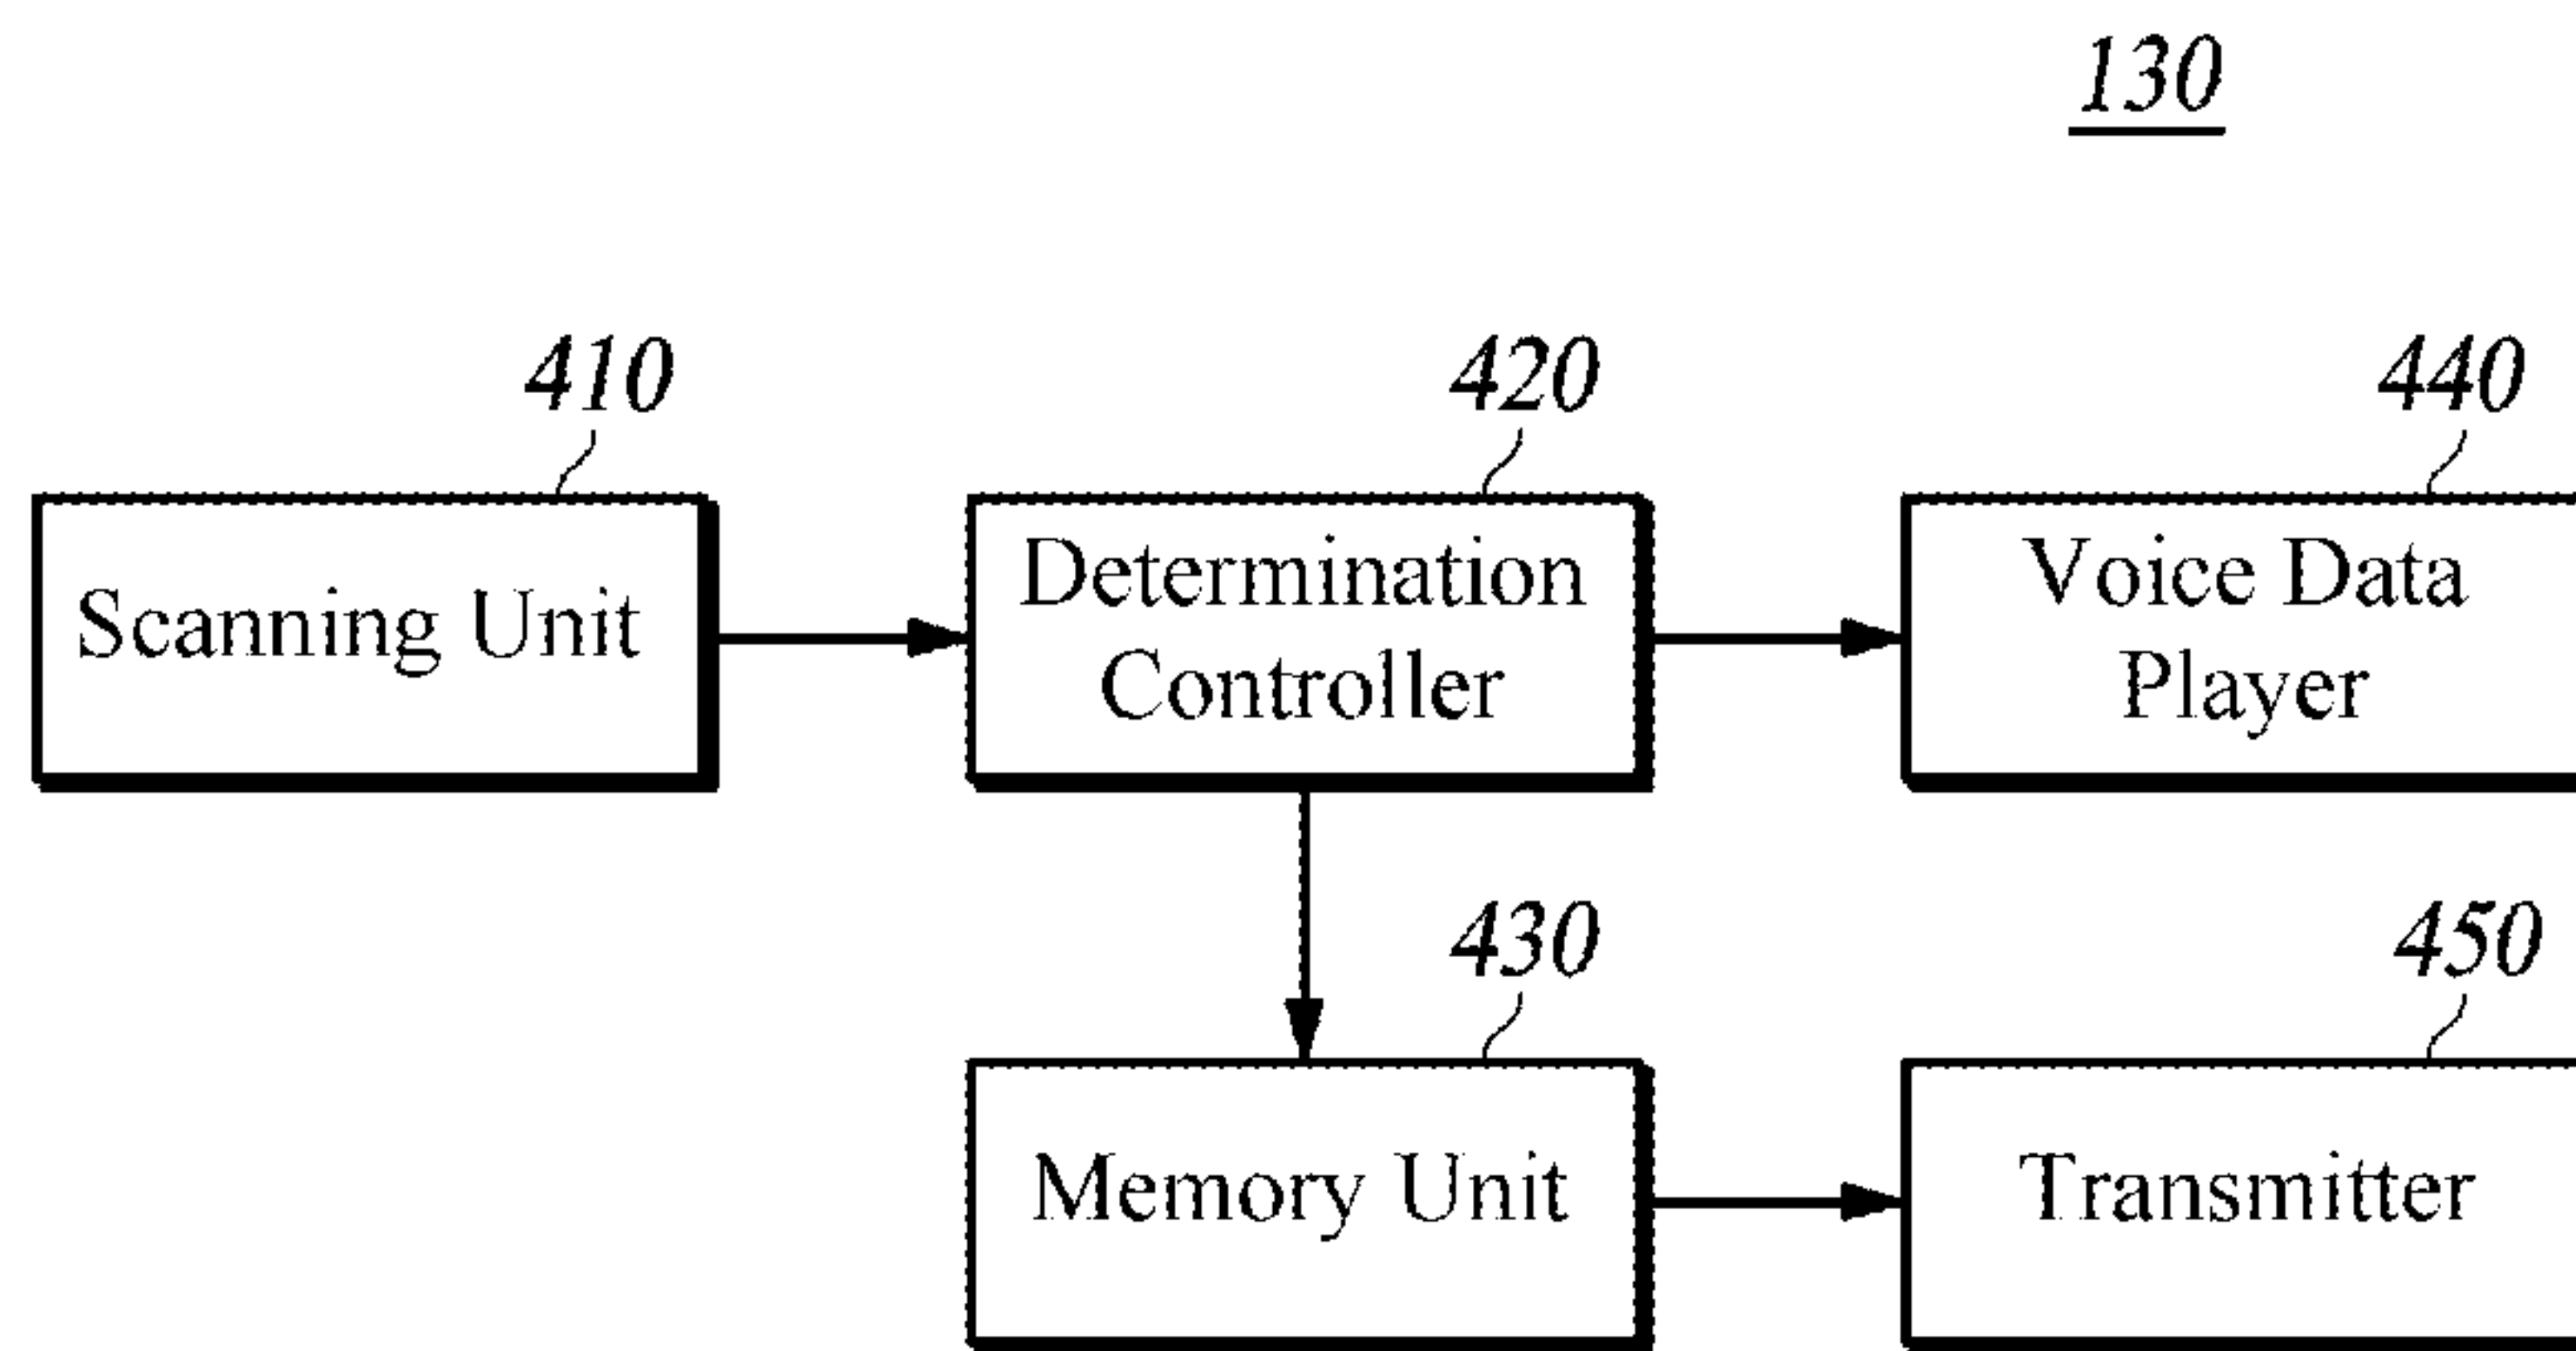 130
410
420
440
Scanning Unit
Determination
Controller
Voice Data
Player
430
450
Memory Unit
Transmitter